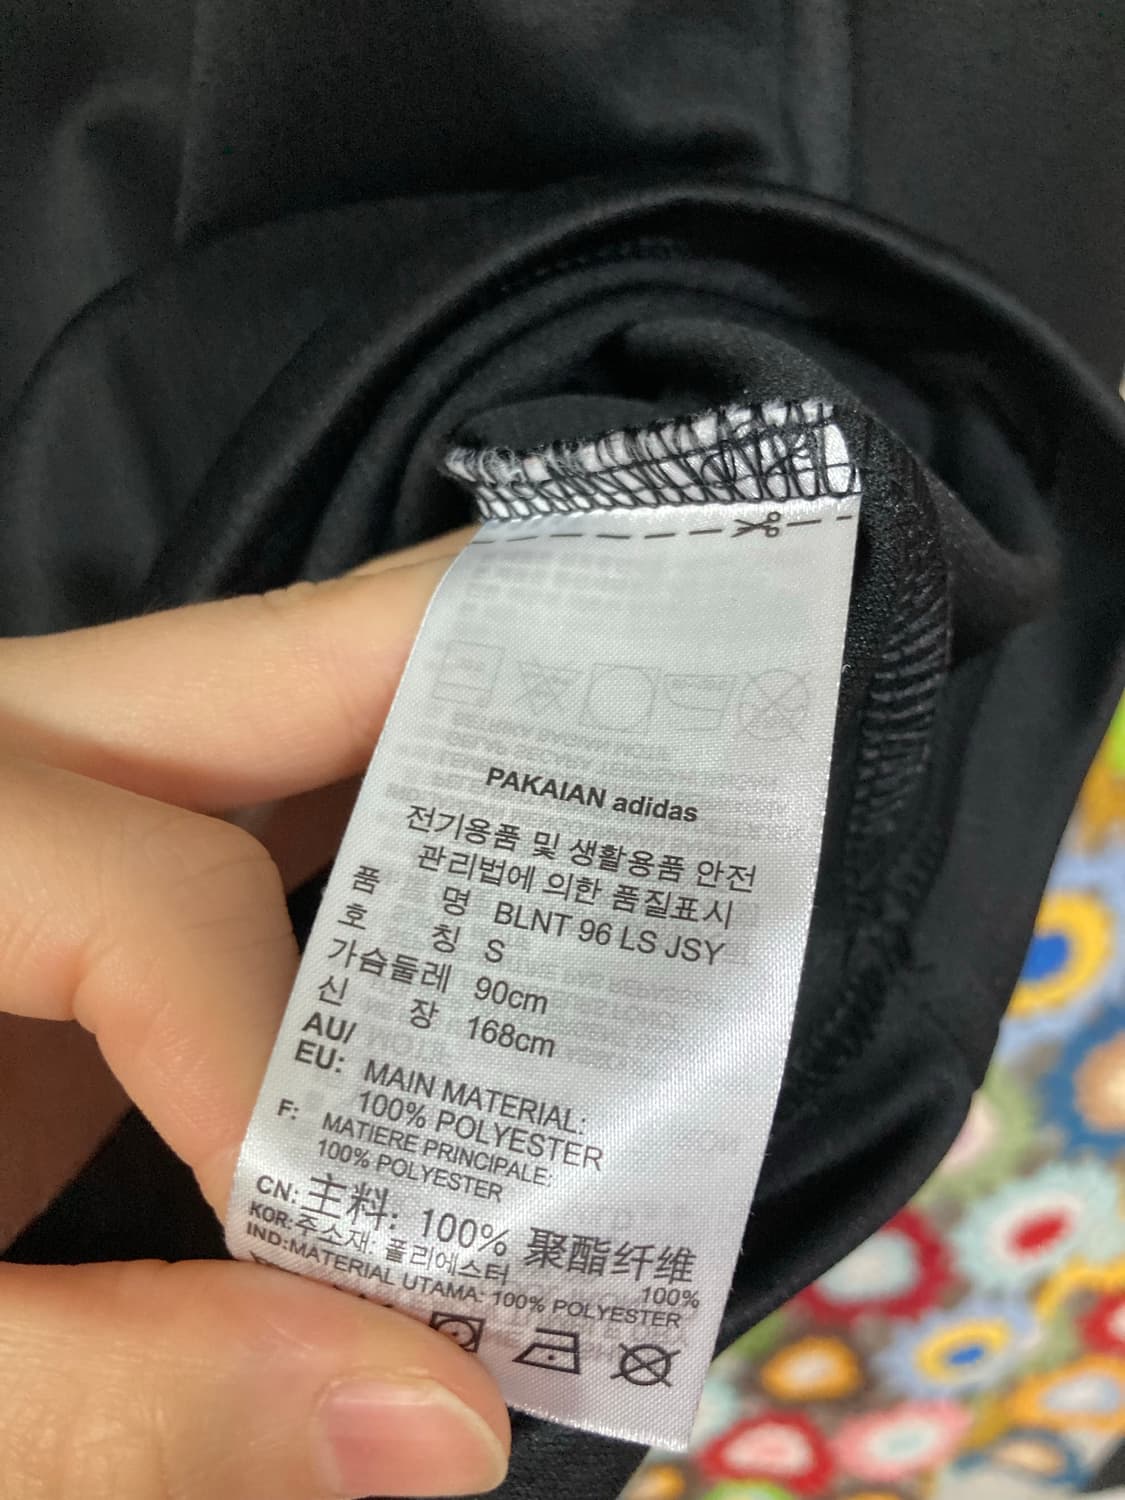 PAKAIAN adidas
전기용품 및 생활용품 안전
관리법에 의한 품질표시
품 명 BLNT 96 LS JSY
호 칭 S
가슴둘레 90cm
신 장 168cm
AU/
EU: MAIN MATERIAL:
100% POLYESTER
F: MATIERE PRINCIPALE:
100% POLYESTER
CN: 主料: 100% 聚酯纤维
KOR:주소재: 폴리에스터 100%
IND:MATERIAL UTAMA: 100% POLYESTER